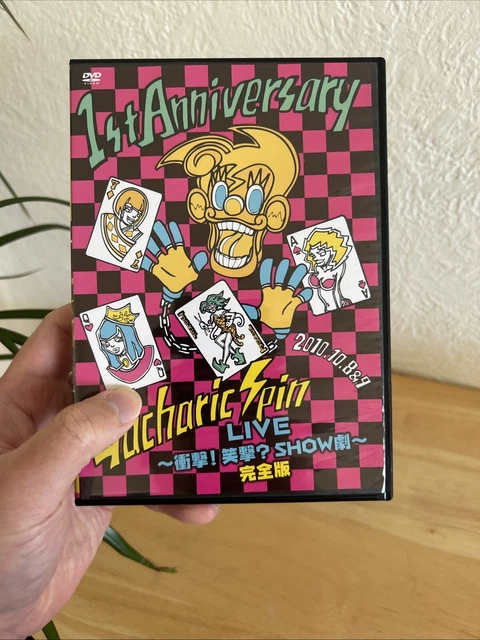 DVD
VIDEO
1st Anniversary
A
A
Q
Q
2010.10.8&9
Gacharic Spin
LIVE
～衝撃！笑撃？SHOW劇～
完全版